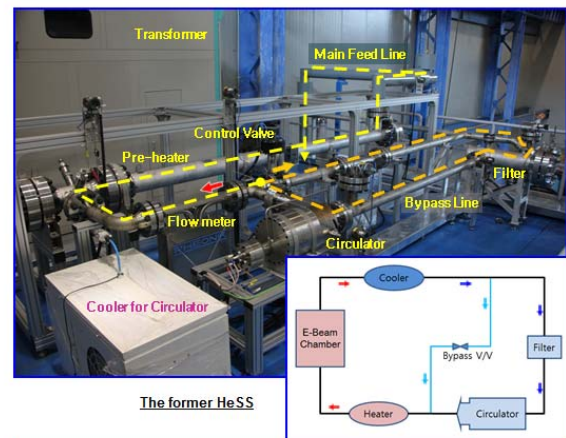 Transformer
Main Feed Line
Control Valve
Pre-heater
Filter
Flow meter
Bypass Line
Circulator
Cooler for Circulator
Cooler
E-Beam
Chamber
Bypass V/V
Filter
Heater
Circulator
The former HeSS